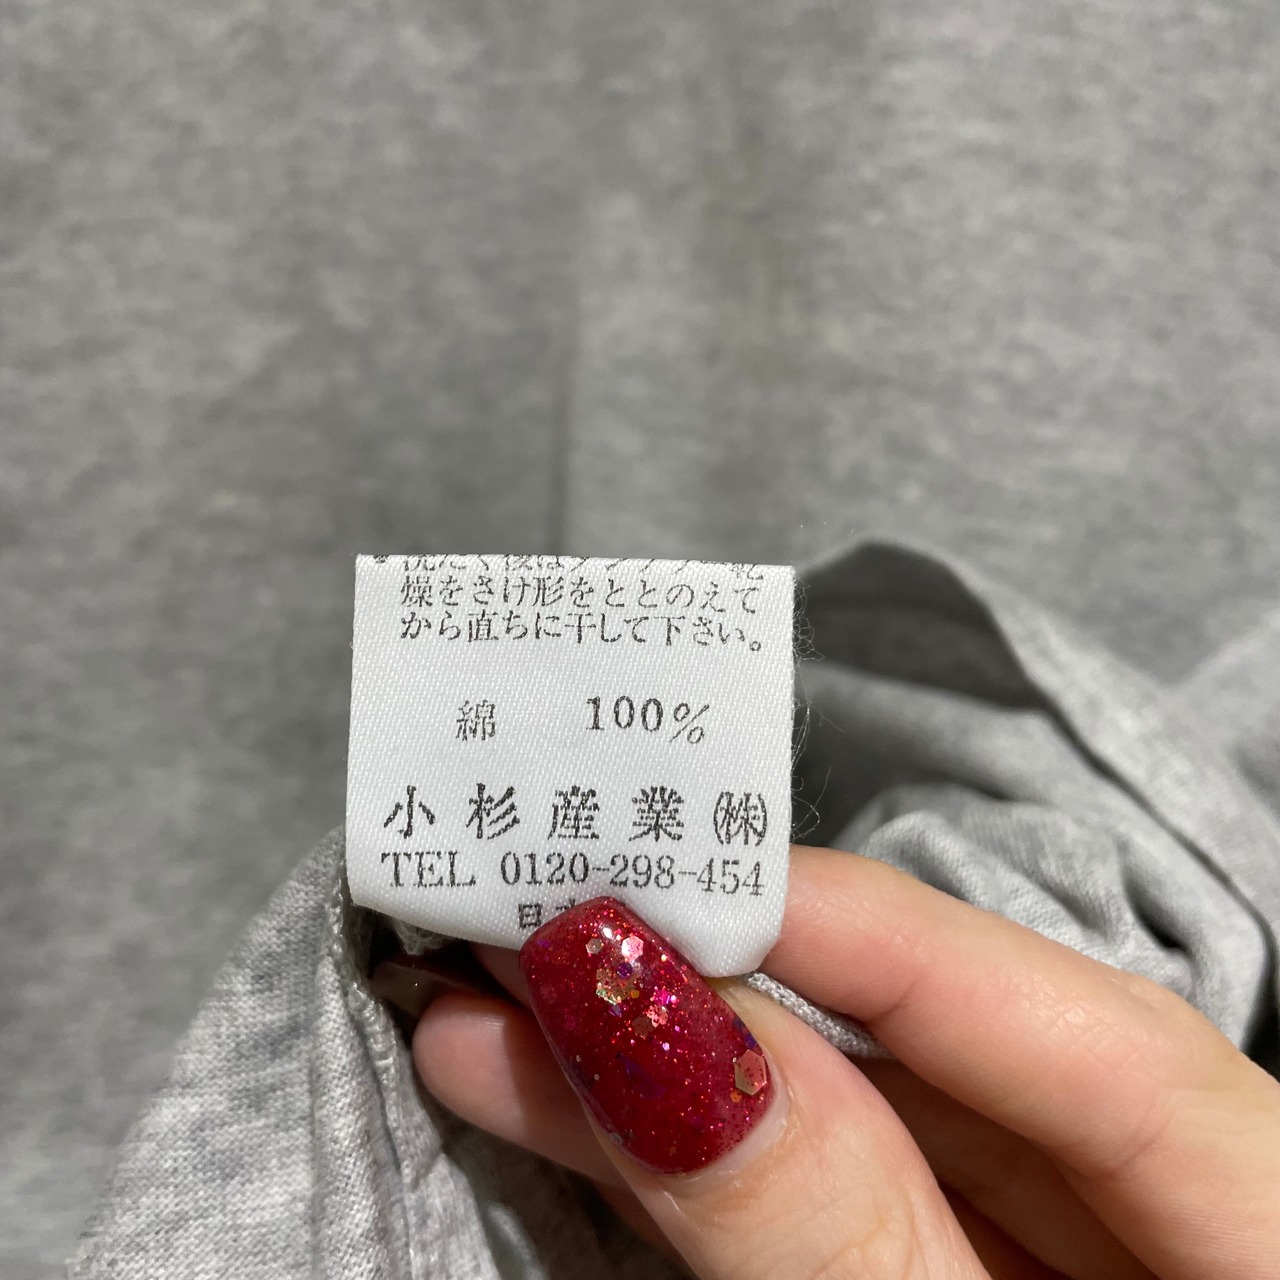 燥をさけ形をととのえて
から直ちに干して下さい。
綿 100%
小杉産業㈱
TEL 0120-298-454